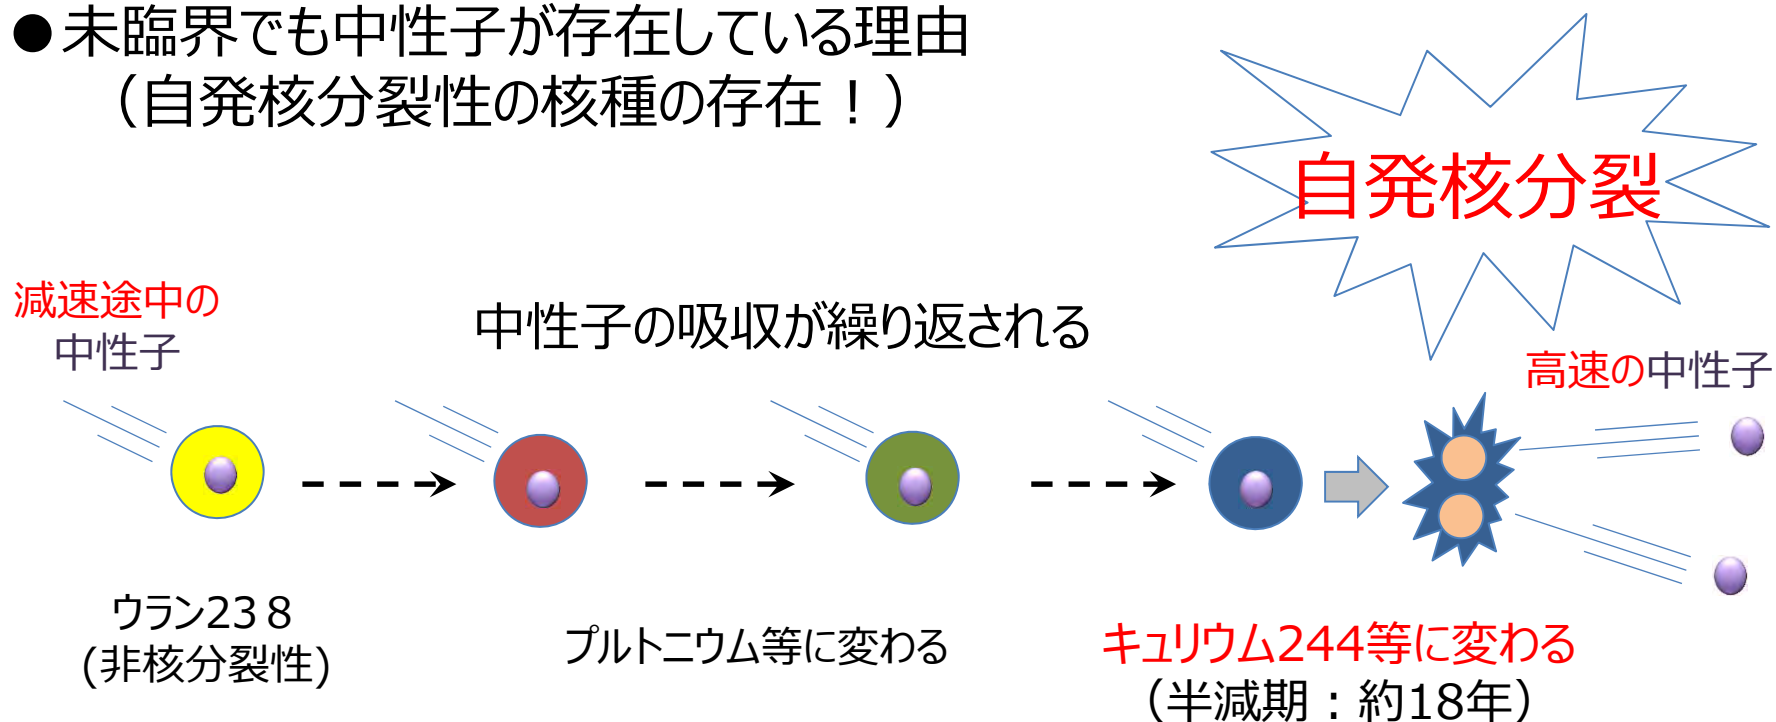 ●未臨界でも中性子が存在している理由
（自発核分裂性の核種の存在！）
自発核分裂
減速途中の
中性子
中性子の吸収が繰り返される
高速の中性子
ウラン23８
(非核分裂性)
プルトニウム等に変わる
キュリウム244等に変わる
（半減期：約18年）